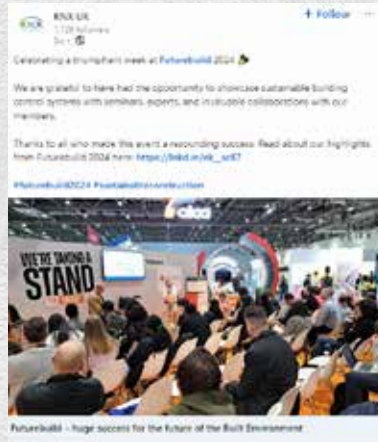 KNX UK
+ Follow
Celebrating a triumphant week at Futurebuild 2024
We are grateful to have had the opportunity to showcase sustainable building
control systems with seminars, experts, and invaluable collaborations with our
members.
Thanks to all who made this event a resounding success. Read about our highlights
from Futurebuild 2024 here:
#futurebuild2024 #sustainableconstruction
WE'RE TAKING A
STAND
Futurebuild - huge success for the future of the Built Environment